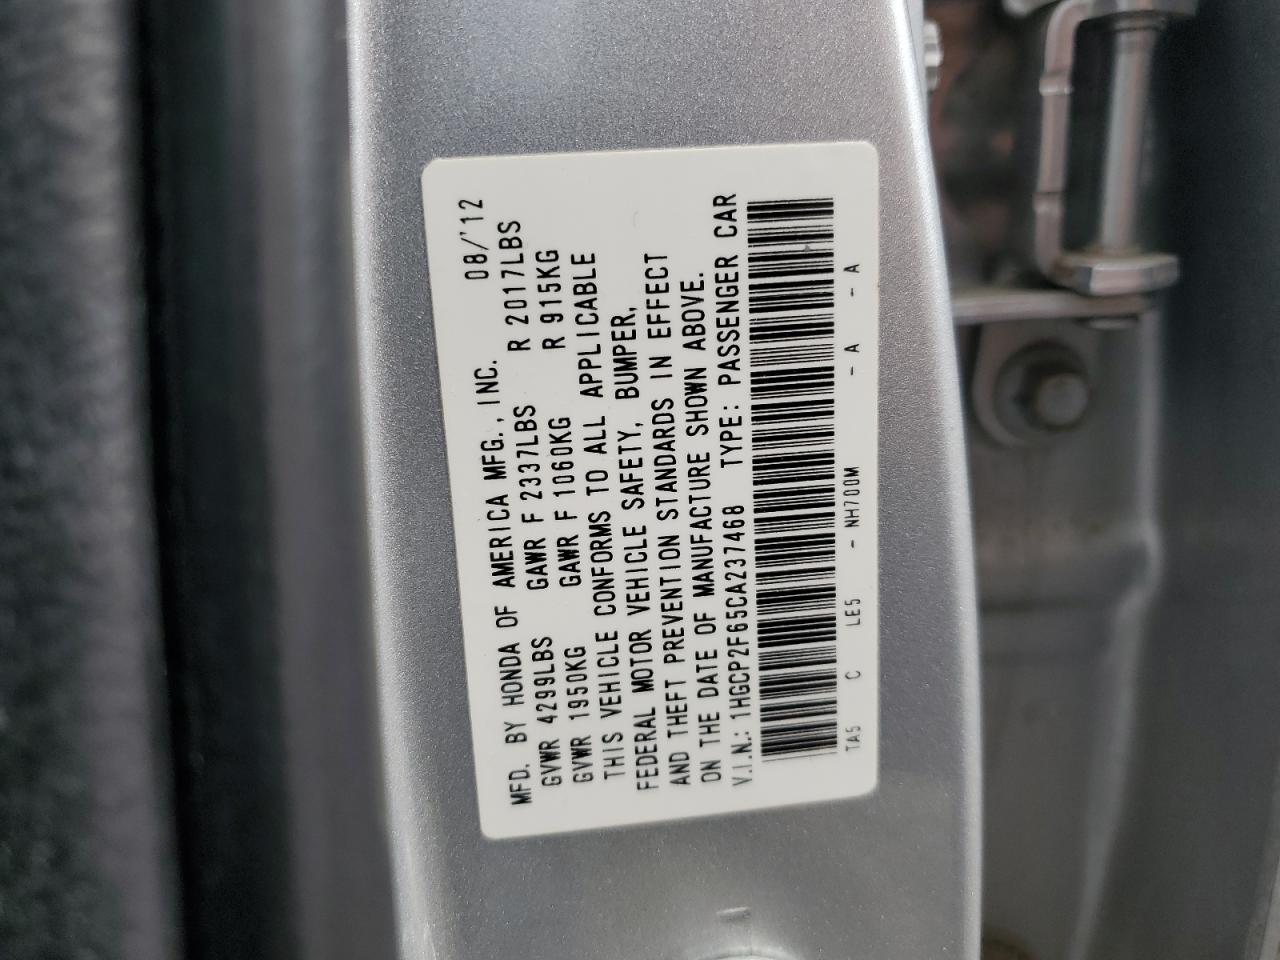 MFD. BY HONDA OF AMERICA MFG., INC. 08/'12
GVWR 4299LBS GAWR F 2337LBS R 2017LBS
GVWR 1950KG GAWR F 1060KG R 915KG
THIS VEHICLE CONFORMS TO ALL APPLICABLE
FEDERAL MOTOR VEHICLE SAFETY, BUMPER,
AND THEFT PREVENTION STANDARDS IN EFFECT
ON THE DATE OF MANUFACTURE SHOWN ABOVE.
V.I.N.: 1HGCP2F65CA237468 TYPE: PASSENGER CAR
TA5 C LE5 - NH700M - A - A